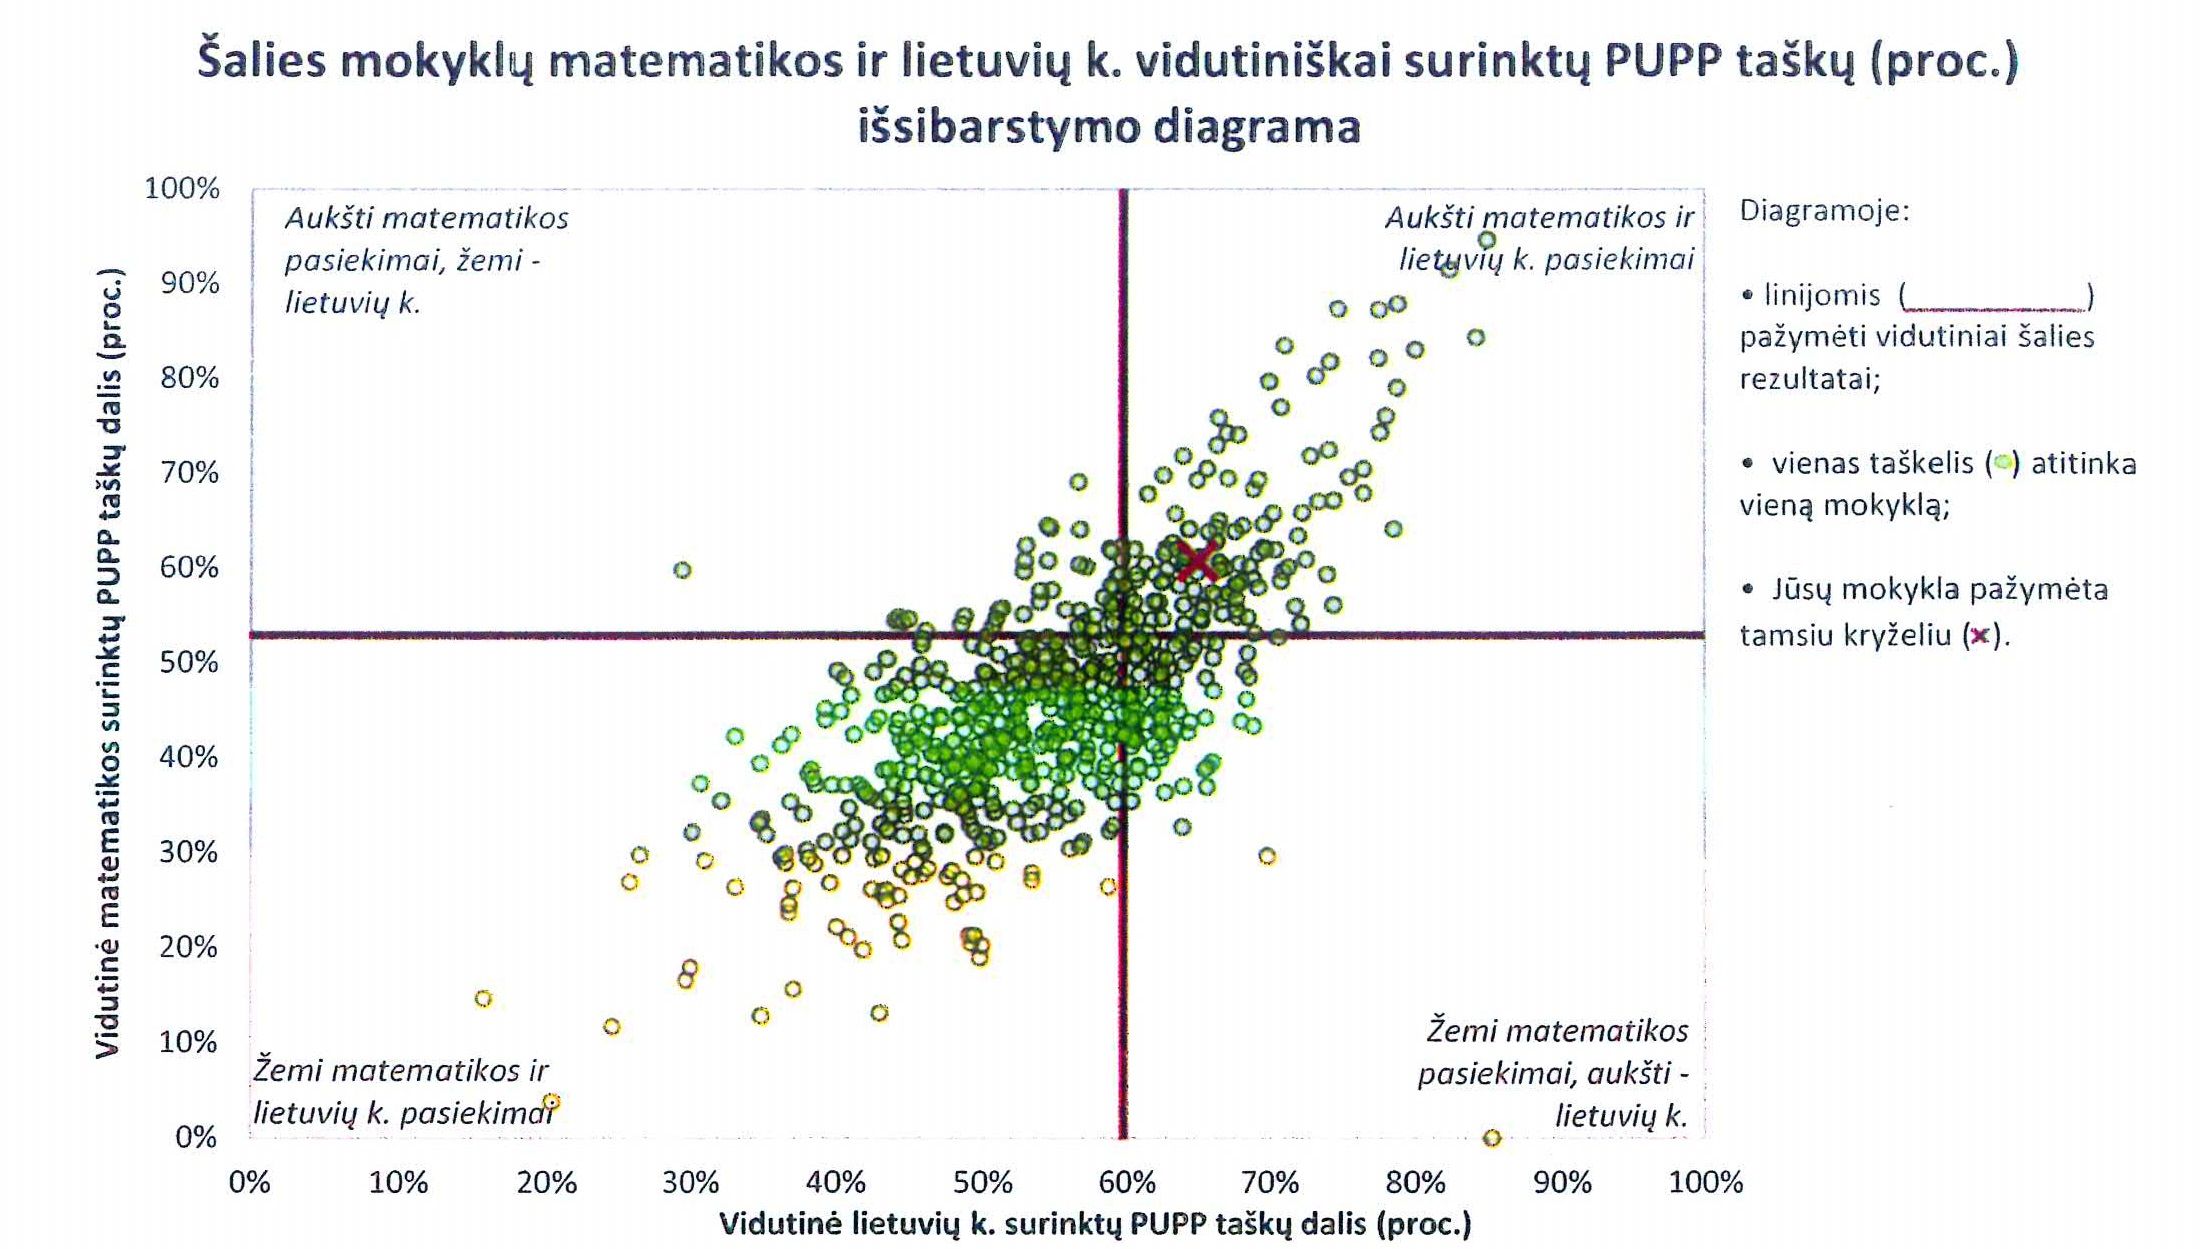 Šalies mokyklų matematikos ir lietuvių k. vidutiniškai surinktų PUPP taškų (proc.)
išsibarstymo diagrama
Vidutinė matematikos surinktų PUPP taškų dalis (proc.)
100%
90%
80%
70%
60%
50%
40%
30%
20%
10%
0%
Aukšti matematikos
pasiekimai, žemi -
lietuvių k.
Aukšti matematikos ir
lietuvių k. pasiekimai
Žemi matematikos ir
lietuvių k. pasiekimai
Žemi matematikos
pasiekimai, aukšti -
lietuvių k.
0% 10% 20% 30% 40% 50% 60% 70% 80% 90% 100%
Vidutinė lietuvių k. surinktų PUPP taškų dalis (proc.)
Diagramoje:
• linijomis (____________)
pažymėti vidutiniai šalies
rezultatai;
• vienas taškelis (○) atitinka
vieną mokyklą;
• Jūsų mokykla pažymėta
tamsiu kryželiu (×).